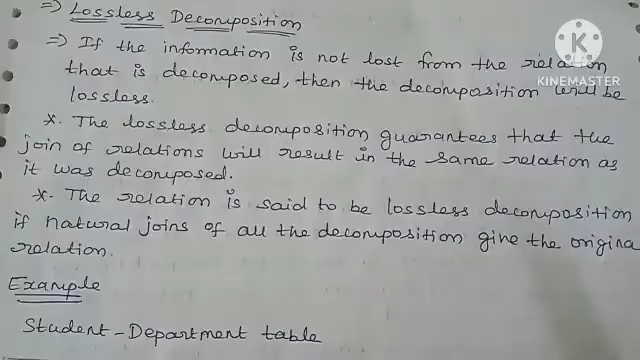 ⇒ Lossless Decomposition
⇒ If the information is not lost from the relation
that is decomposed, then the decomposition will be
lossless.
*. The lossless decomposition guarantees that the
join of relations will result in the same relation as
it was decomposed.
*. The relation is said to be lossless decomposition
if natural joins of all the decomposition give the origina
relation.
Example
Student-Department table
K
KINEMASTER